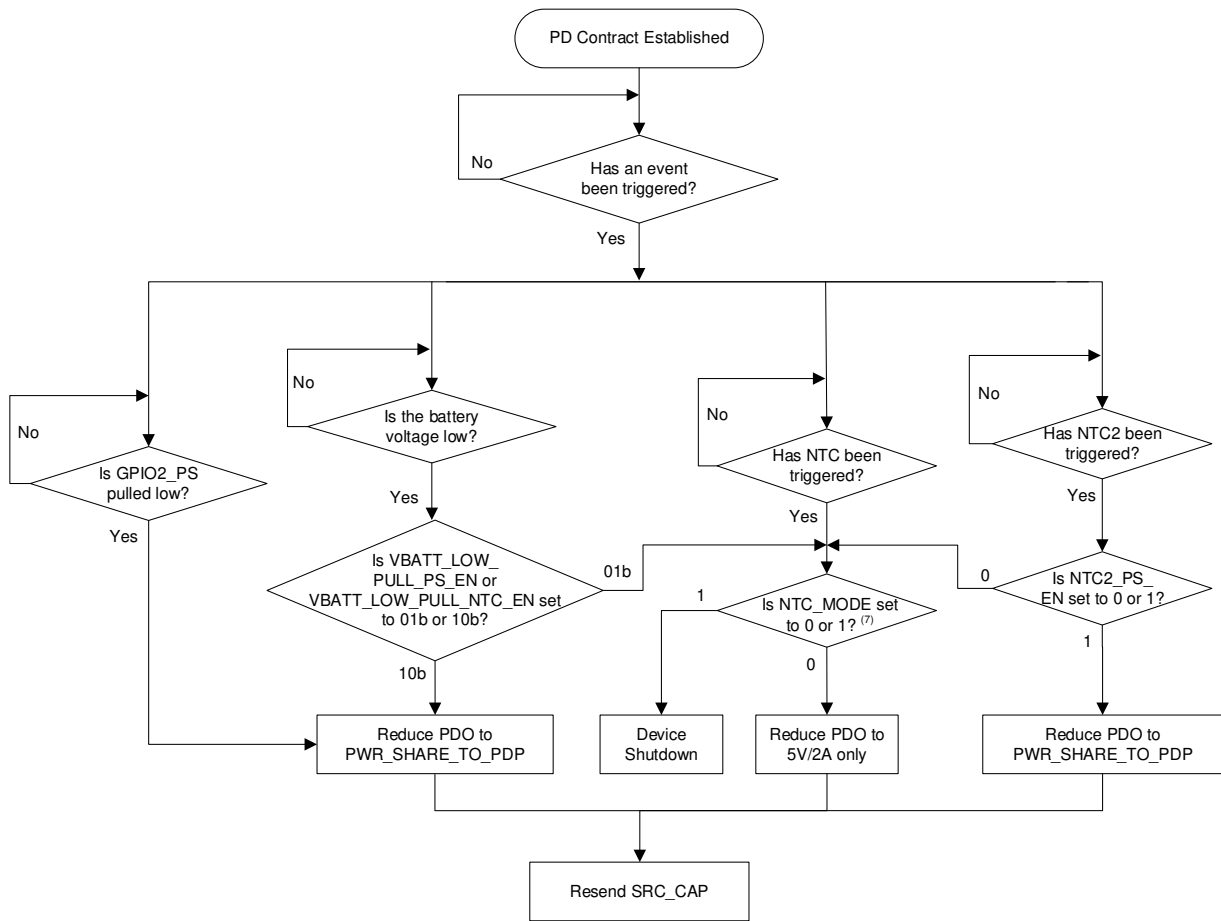 PD Contract Established
No
Has an event
been triggered?
Yes
No
Is GPIO2_PS
pulled low?
Yes
No
Is the battery
voltage low?
Yes
Is VBATT_LOW_
PULL_PS_EN or
VBATT_LOW_PULL_NTC_EN set
to 01b or 10b?
01b
10b
No
Has NTC been
triggered?
Yes
Is NTC_MODE set
to 0 or 1? (7)
1
0
No
Has NTC2 been
triggered?
Yes
Is NTC2_PS_
EN set to 0 or 1?
0
1
Reduce PDO to
PWR_SHARE_TO_PDP
Device
Shutdown
Reduce PDO to
5V/2A only
Reduce PDO to
PWR_SHARE_TO_PDP
Resend SRC_CAP